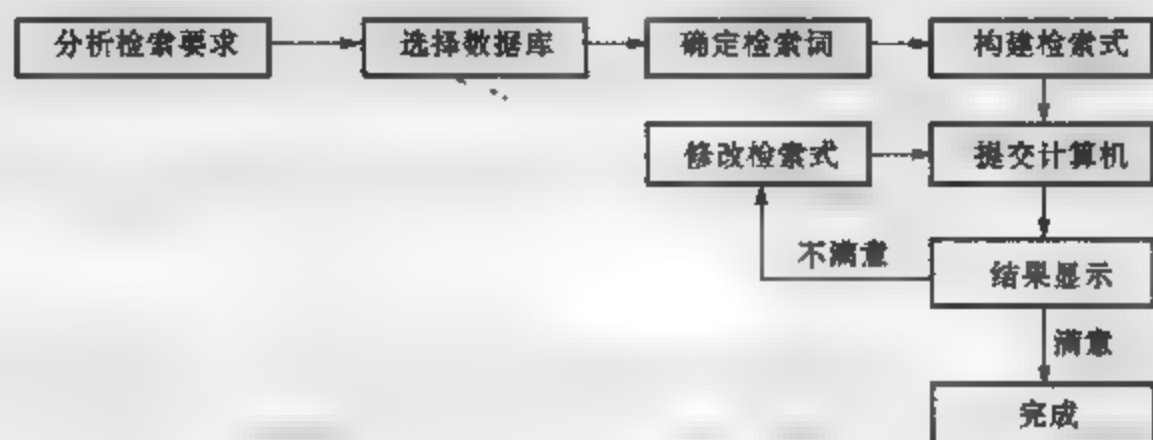 分析检索要求
选择数据库
确定检索词
构建检索式
修改检索式
提交计算机
不满意
结果显示
满意
完成